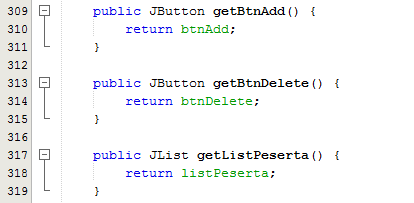 309 public JButton getBtnAdd() {
310 return btnAdd;
311 }
312
313 public JButton getBtnDelete() {
314 return btnDelete;
315 }
316
317 public JList getListPeserta() {
318 return listPeserta;
319 }